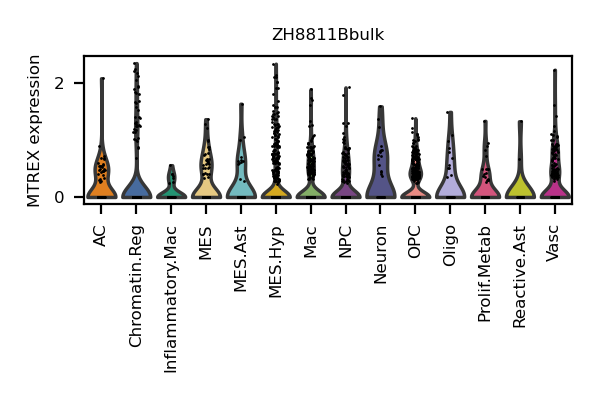 ZH8811Bbulk
MTREX expression
2
0
AC
Chromatin.Reg
Inflammatory.Mac
MES
MES.Ast
MES.Hyp
Mac
NPC
Neuron
OPC
Oligo
Prolif.Metab
Reactive.Ast
Vasc